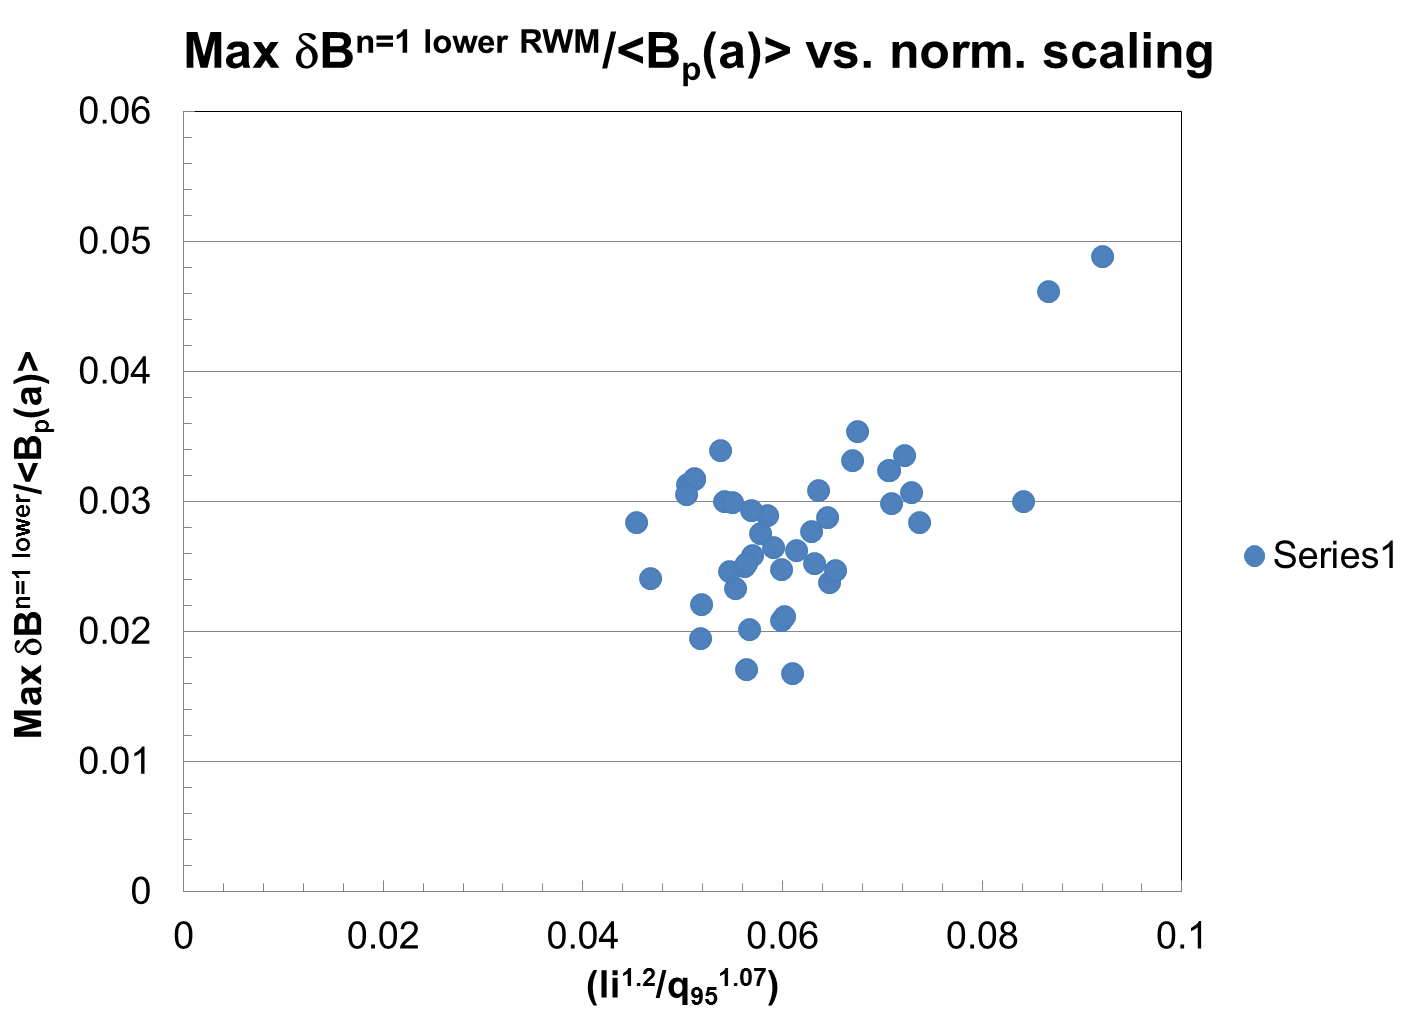 Max δBn=1 lower RWM/<Bp(a)> vs. norm. scaling
0.06
0.05
0.04
0.03
0.02
0.01
0
Max δBn=1 lower/<Bp(a)>
0 0.02 0.04 0.06 0.08 0.1
(li1.2/q951.07)
Series1